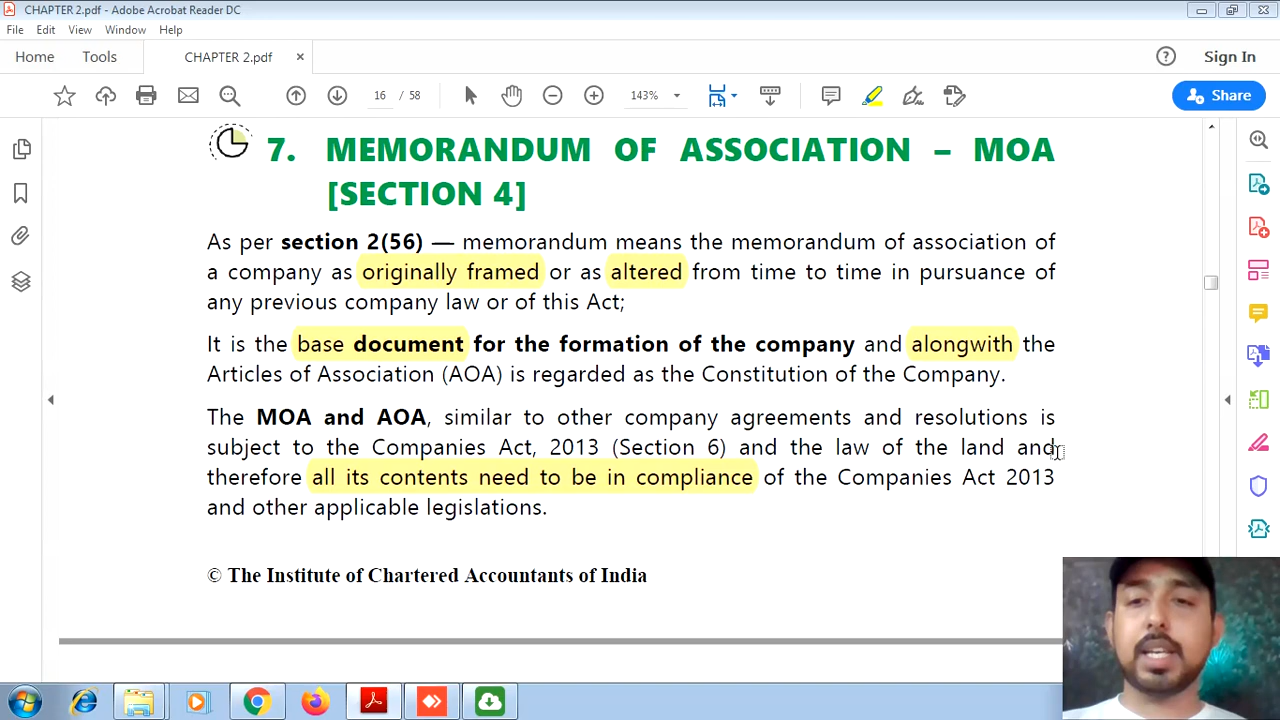 CHAPTER 2.pdf - Adobe Acrobat Reader DC
File Edit View Window Help
Home Tools CHAPTER 2.pdf × Sign In
16 / 58 143% Share
7. MEMORANDUM OF ASSOCIATION – MOA
[SECTION 4]
As per section 2(56) — memorandum means the memorandum of association of
a company as originally framed or as altered from time to time in pursuance of
any previous company law or of this Act;
It is the base document for the formation of the company and alongwith the
Articles of Association (AOA) is regarded as the Constitution of the Company.
The MOA and AOA, similar to other company agreements and resolutions is
subject to the Companies Act, 2013 (Section 6) and the law of the land and
therefore all its contents need to be in compliance of the Companies Act 2013
and other applicable legislations.
© The Institute of Chartered Accountants of India